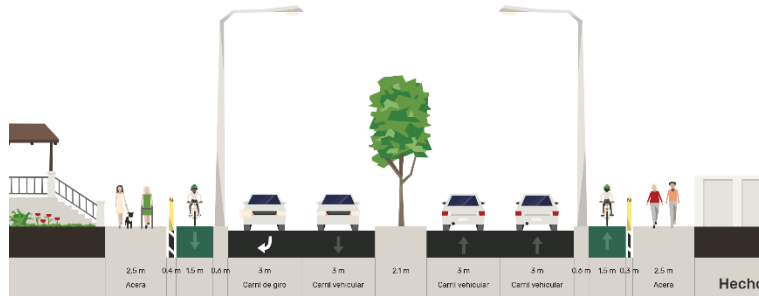 2.5 m 0.4 m 1.5 m 0.6 m 3 m 3 m 2.1 m 3 m 3 m 0.6 m 1.5 m 0.3 m 2.5 m
Acera Carril de giro Carril vehicular Carril vehicular Carril vehicular Acera
Hecho